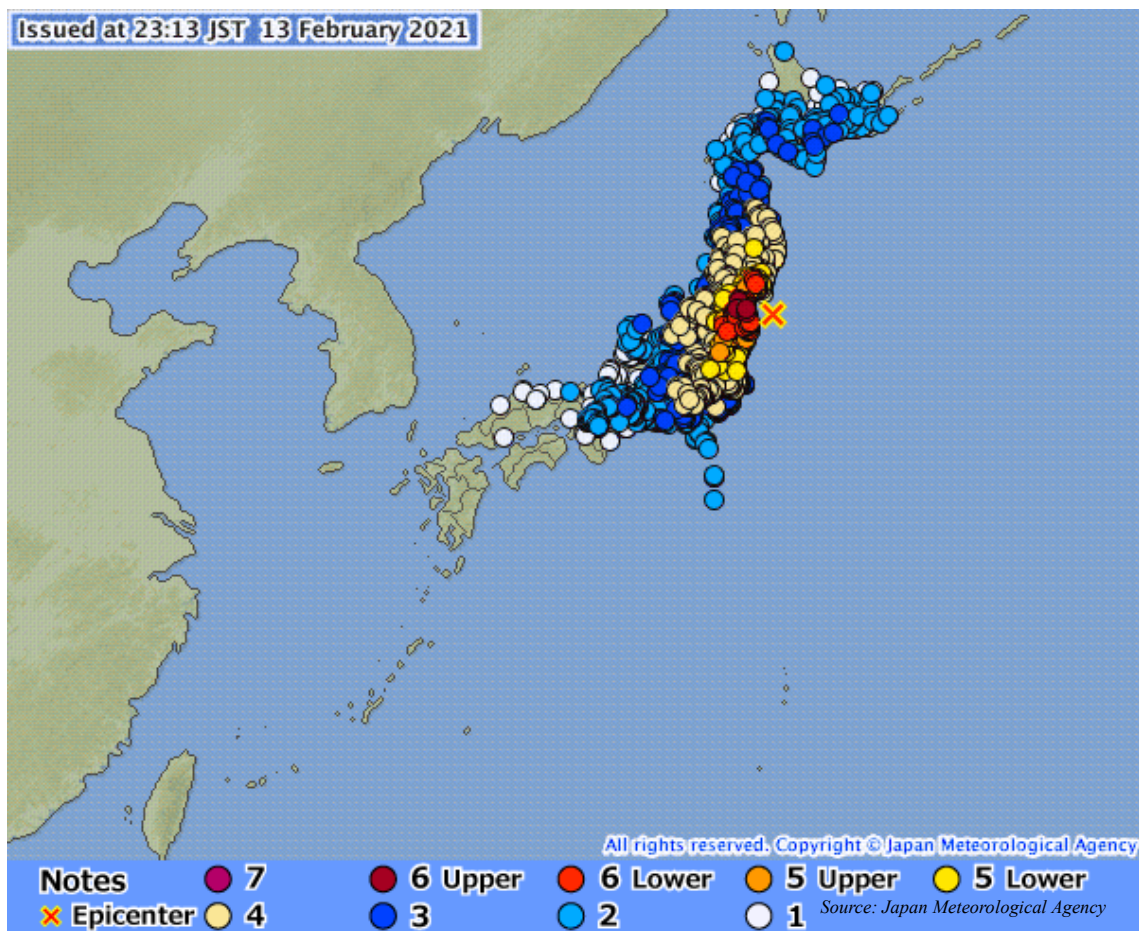 Issued at 23:13 JST 13 February 2021
All rights reserved. Copyright © Japan Meteorological Agency
Notes 7 6 Upper 6 Lower 5 Upper 5 Lower
Epicenter 4 3 2 1 Source: Japan Meteorological Agency